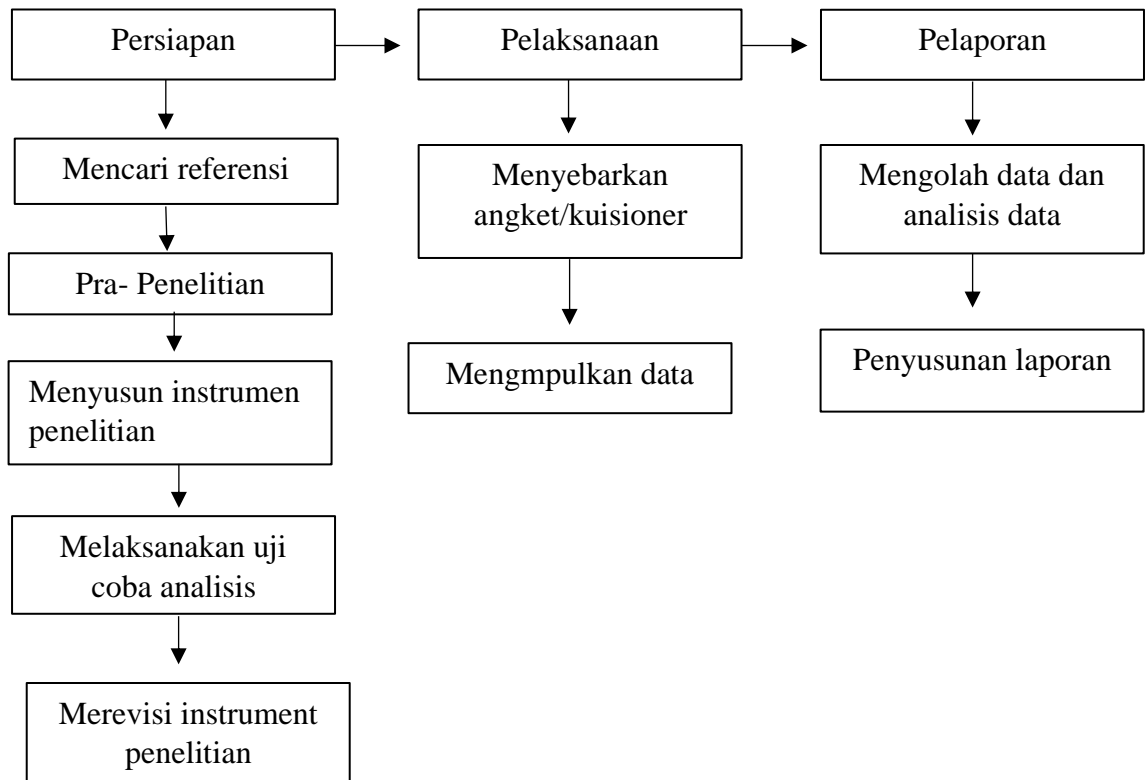 Persiapan
Pelaksanaan
Pelaporan
Mencari referensi
Pra- Penelitian
Menyusun instrumen
penelitian
Melaksanakan uji
coba analisis
Merevisi instrument
penelitian
Menyebarkan
angket/kuisioner
Mengmpulkan data
Mengolah data dan
analisis data
Penyusunan laporan